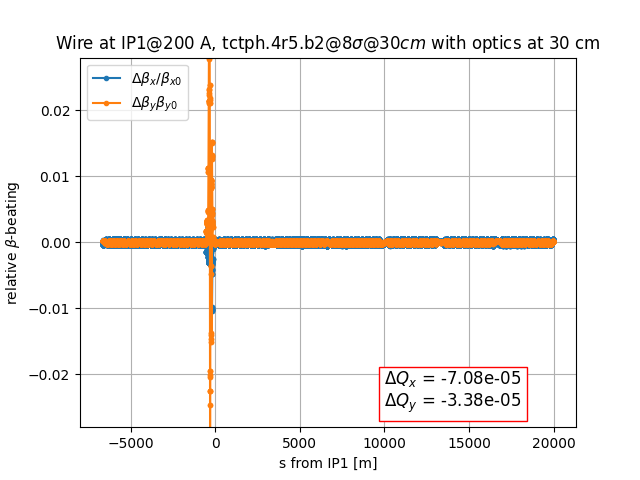 Wire at IP1@200 A, tctph.4r5.b2@8σ@30cm with optics at 30 cm
Δβx/βx0
Δβyβy0
relative β-beating
0.02
0.01
0.00
−0.01
−0.02
ΔQx = -7.08e-05
ΔQy = -3.38e-05
−5000 0 5000 10000 15000 20000
s from IP1 [m]